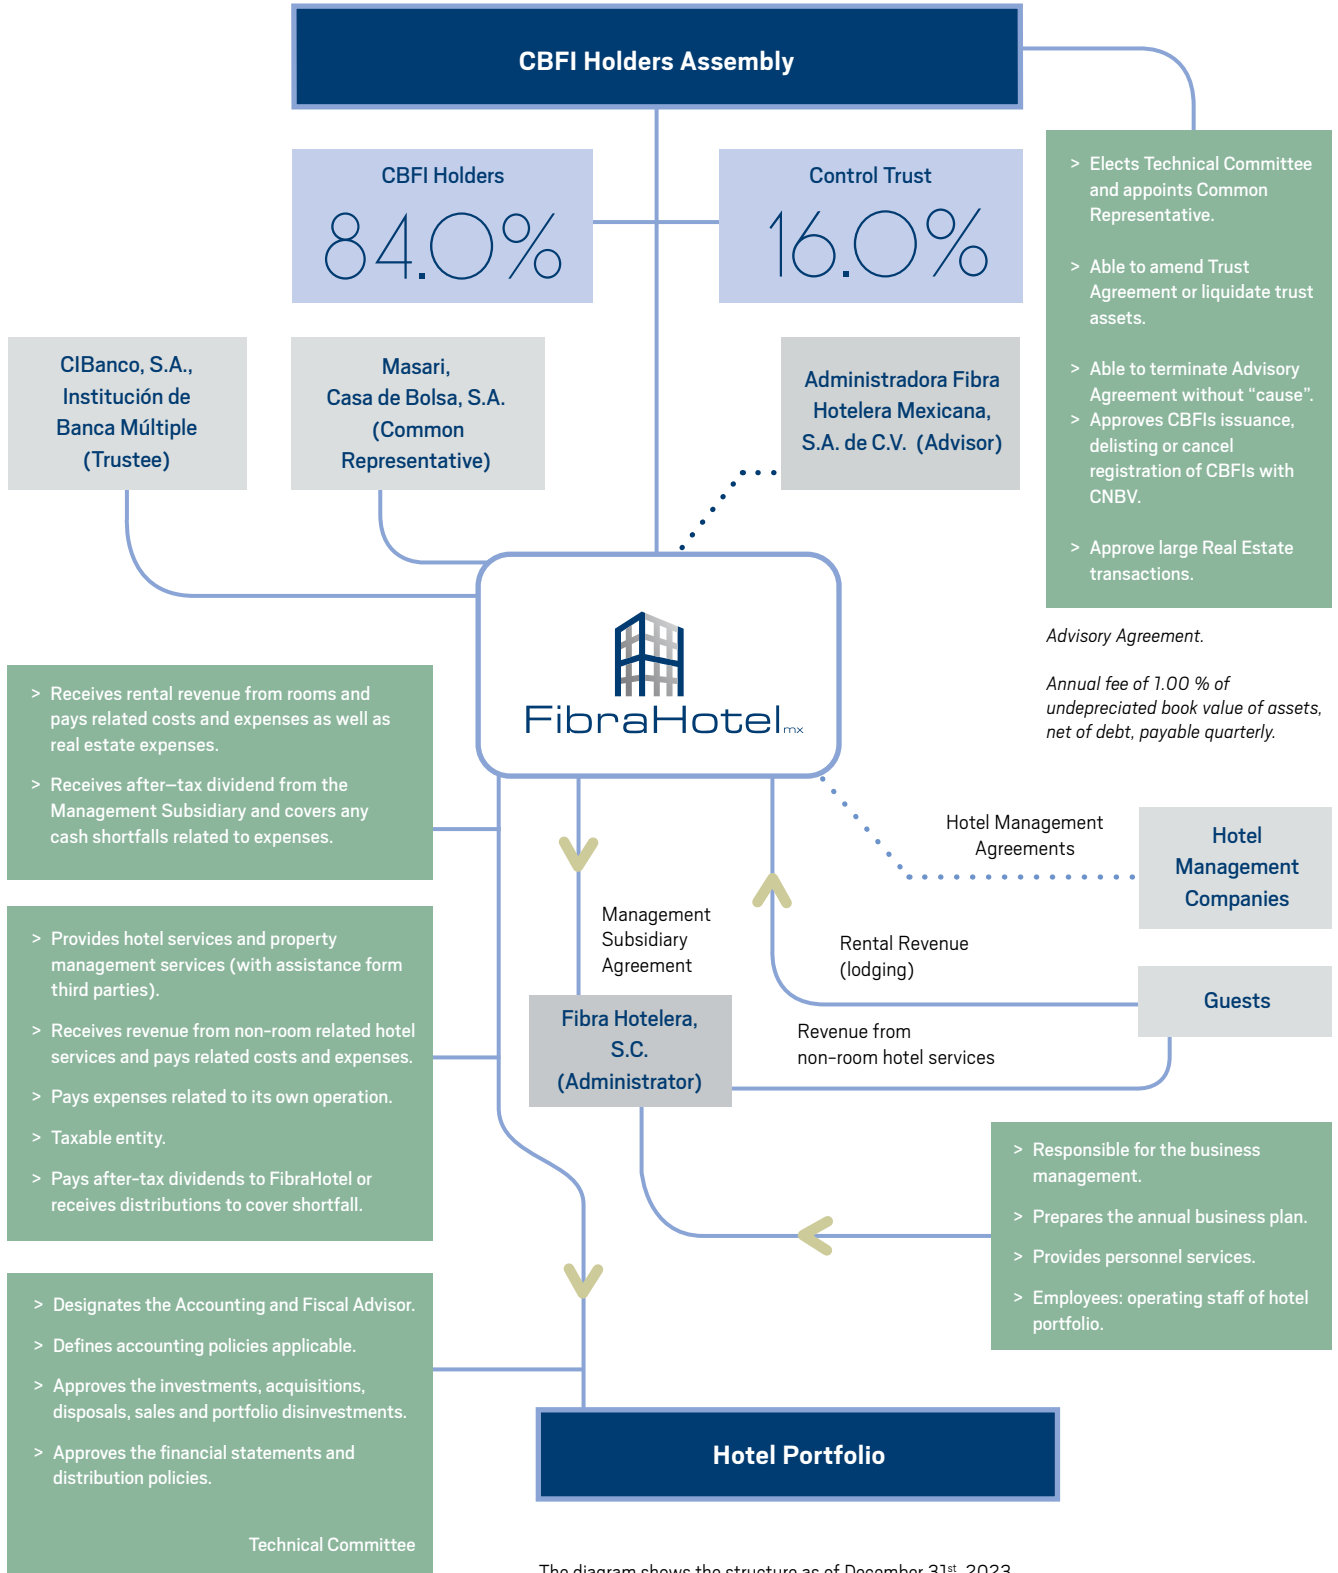 CBFI Holders Assembly
CBFI Holders
84.0%
Control Trust
16.0%
> Elects Technical Committee
and appoints Common
Representative.
> Able to amend Trust
Agreement or liquidate trust
assets.
> Able to terminate Advisory
Agreement without “cause”.
> Approves CBFIs issuance,
delisting or cancel
registration of CBFIs with
CNBV.
> Approve large Real Estate
transactions.
CIBanco, S.A.,
Institución de
Banca Múltiple
(Trustee)
Masari,
Casa de Bolsa, S.A.
(Common
Representative)
Administradora Fibra
Hotelera Mexicana,
S.A. de C.V. (Advisor)
Advisory Agreement.
Annual fee of 1.00 % of
undepreciated book value of assets,
net of debt, payable quarterly.
FibraHotel mx
> Receives rental revenue from rooms and
pays related costs and expenses as well as
real estate expenses.
> Receives after–tax dividend from the
Management Subsidiary and covers any
cash shortfalls related to expenses.
Hotel Management
Agreements
Hotel
Management
Companies
Management
Subsidiary
Agreement
Rental Revenue
(lodging)
Guests
Revenue from
non-room hotel services
Fibra Hotelera,
S.C.
(Administrator)
> Provides hotel services and property
management services (with assistance form
third parties).
> Receives revenue from non-room related hotel
services and pays related costs and expenses.
> Pays expenses related to its own operation.
> Taxable entity.
> Pays after-tax dividends to FibraHotel or
receives distributions to cover shortfall.
> Responsible for the business
management.
> Prepares the annual business plan.
> Provides personnel services.
> Employees: operating staff of hotel
portfolio.
> Designates the Accounting and Fiscal Advisor.
> Defines accounting policies applicable.
> Approves the investments, acquisitions,
disposals, sales and portfolio disinvestments.
> Approves the financial statements and
distribution policies.
Technical Committee
Hotel Portfolio
The diagram shows the structure as of December 31st, 2023